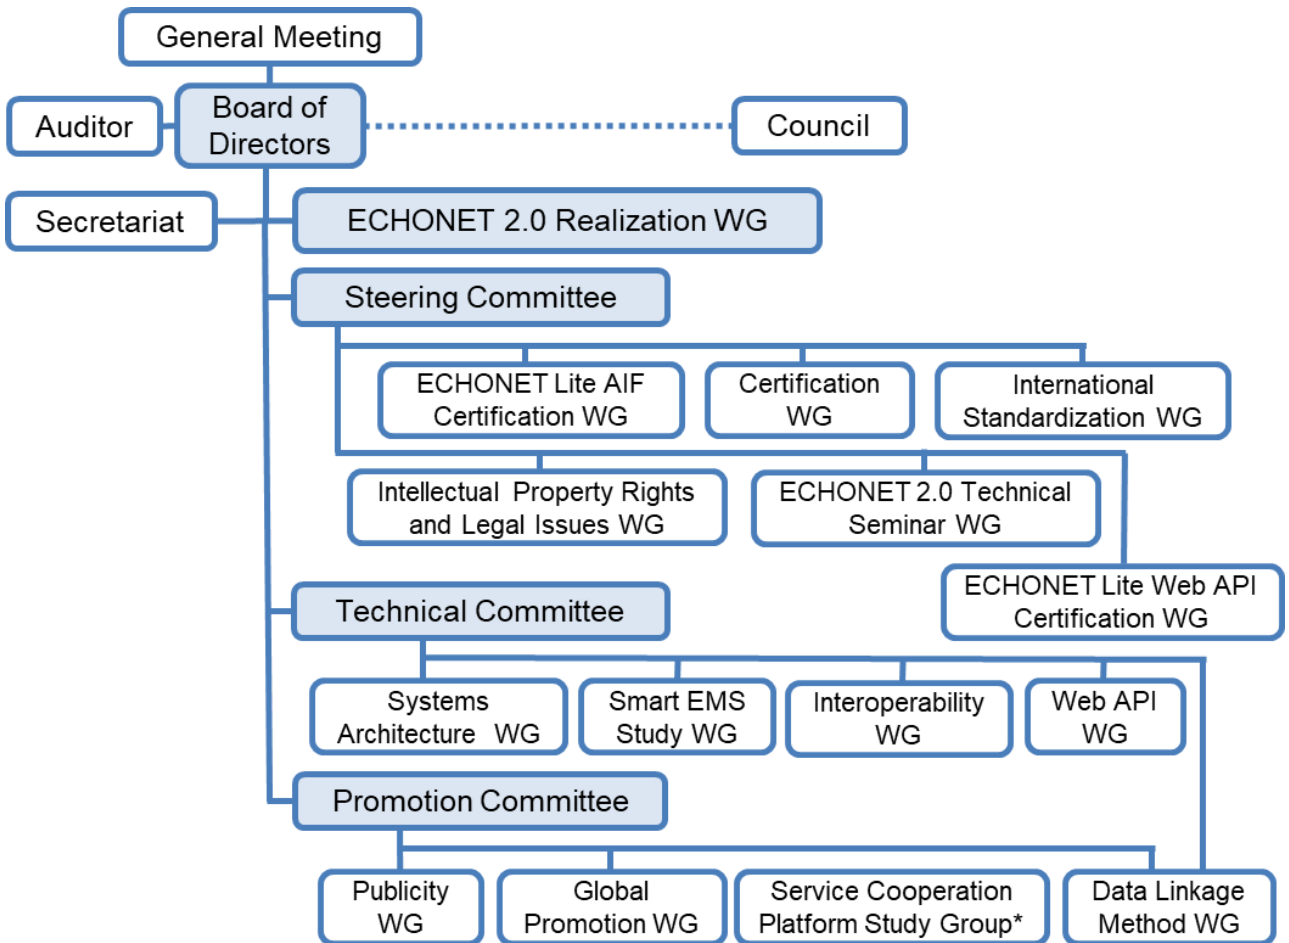 General Meeting
Auditor
Board of
Directors
Council
Secretariat
ECHONET 2.0 Realization WG
Steering Committee
ECHONET Lite AIF
Certification WG
Certification
WG
International
Standardization WG
Intellectual Property Rights
and Legal Issues WG
ECHONET 2.0 Technical
Seminar WG
ECHONET Lite Web API
Certification WG
Technical Committee
Systems
Architecture WG
Smart EMS
Study WG
Interoperability
WG
Web API
WG
Promotion Committee
Publicity
WG
Global
Promotion WG
Service Cooperation
Platform Study Group*
Data Linkage
Method WG